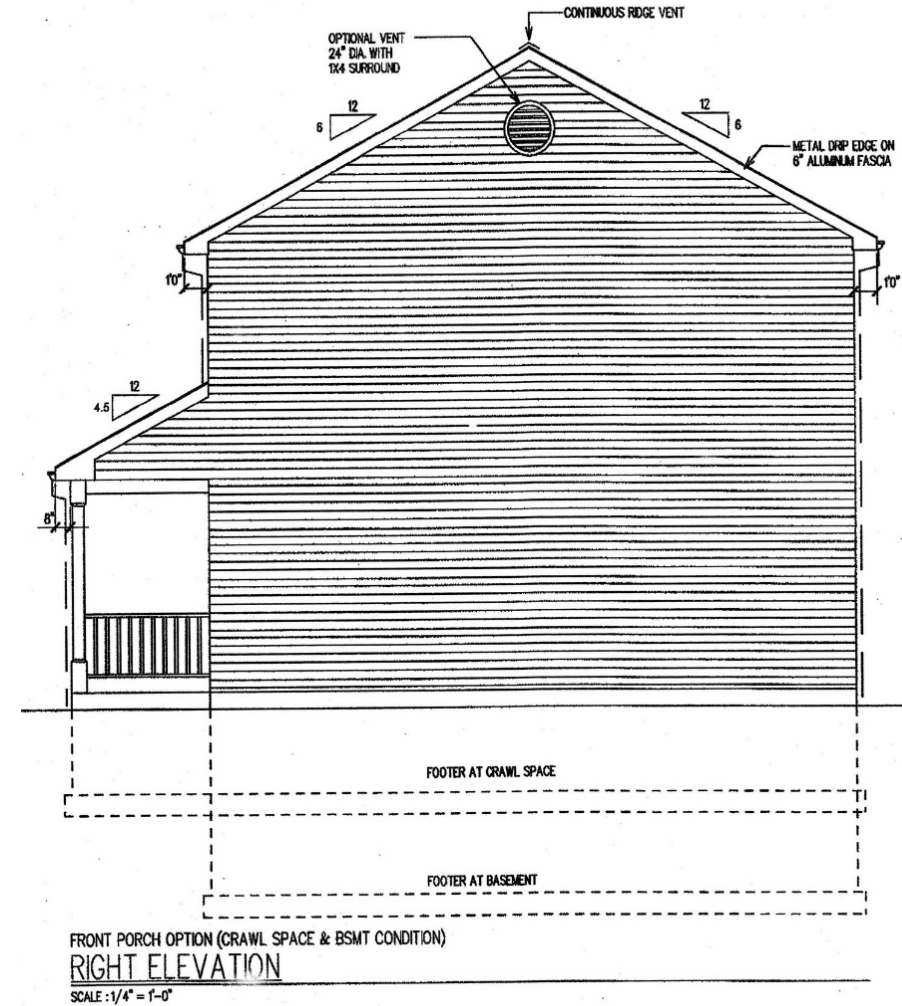 CONTINUOUS RIDGE VENT
OPTIONAL VENT
24" DIA. WITH
1X4 SURROUND
12
6
12
6
METAL DRIP EDGE ON
6" ALUMINUM FASCIA
1'0"
1'0"
12
4.5
8"
FOOTER AT CRAWL SPACE
FOOTER AT BASEMENT
FRONT PORCH OPTION (CRAWL SPACE & BSMT CONDITION)
RIGHT ELEVATION
SCALE : 1/4" = 1'-0"